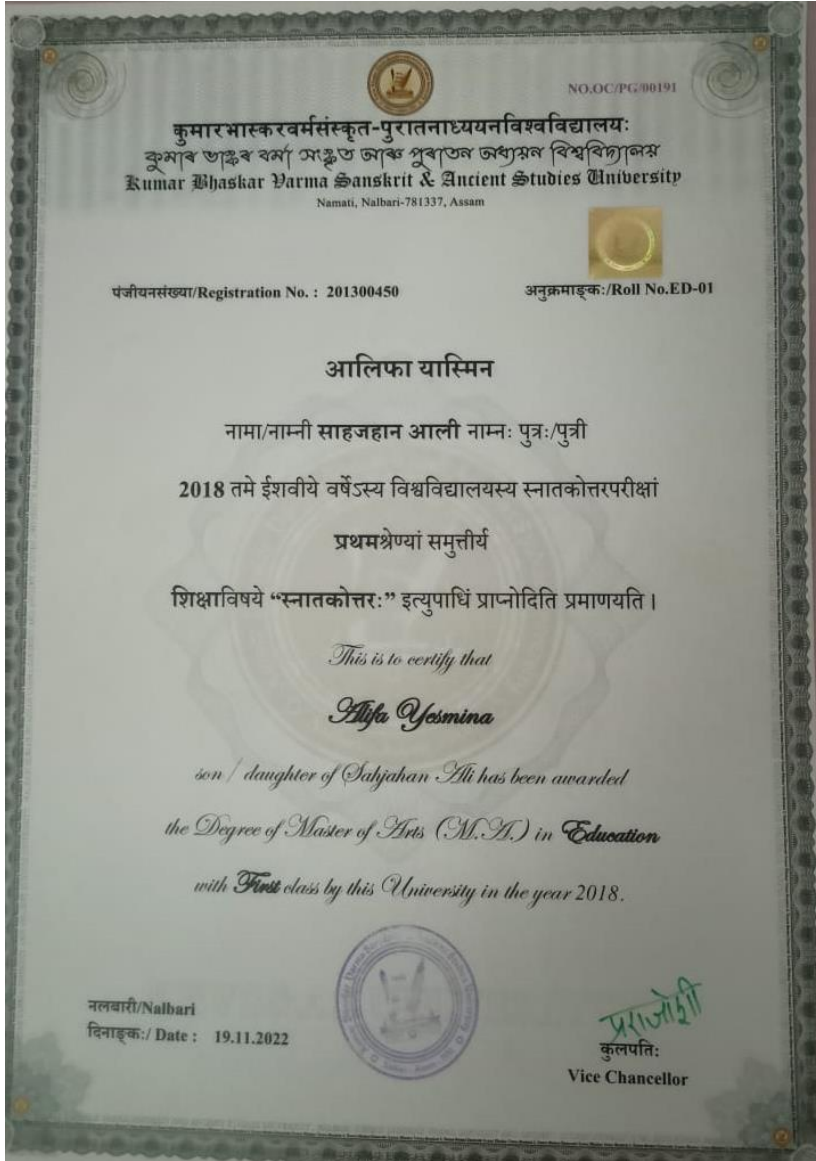 NO.OC/PG/00191
कुमारभास्करवर्मसंस्कृत-पुरातनाध्ययनविश्वविद्यालयः
কুমাৰ ভাস্কৰ বৰ্মা সংস্কৃত আৰু পুৰাতন অধ্যয়ন বিশ্ববিদ্যালয়
Kumar Bhaskar Varma Sanskrit & Ancient Studies University
Namati, Nalbari-781337, Assam
पंजीयनसंख्या/Registration No. : 201300450
अनुक्रमाङ्कः/Roll No.ED-01
आलिफा यास्मिन
नामा/नाम्नी साहजहान आली नाम्नः पुत्रः/पुत्री
2018 तमे ईशवीये वर्षेऽस्य विश्वविद्यालयस्य स्नातकोत्तरपरीक्षां
प्रथमश्रेण्यां समुत्तीर्य
शिक्षाविषये “स्नातकोत्तरः” इत्युपाधिं प्राप्नोदिति प्रमाणयति ।
This is to certify that
Alifa Yesmina
son / daughter of Sahjahan Ali has been awarded
the Degree of Master of Arts (M.A.) in Education
with First class by this University in the year 2018.
नलवारी/Nalbari
दिनाङ्कः/ Date : 19.11.2022
प्रराजोशी
कुलपतिः
Vice Chancellor